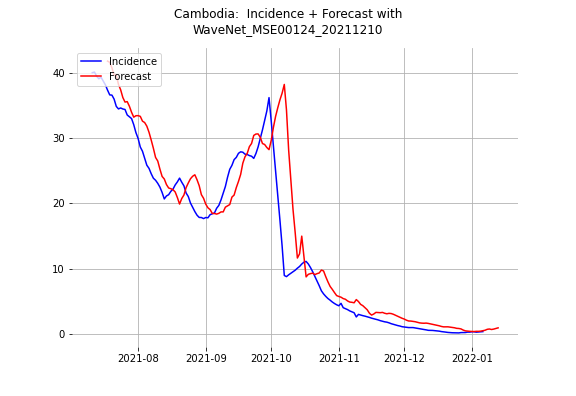 Cambodia:  Incidence + Forecast with
WaveNet_MSE00124_20211210
Incidence
Forecast
40
30
20
10
0
2021-08
2021-09
2021-10
2021-11
2021-12
2022-01